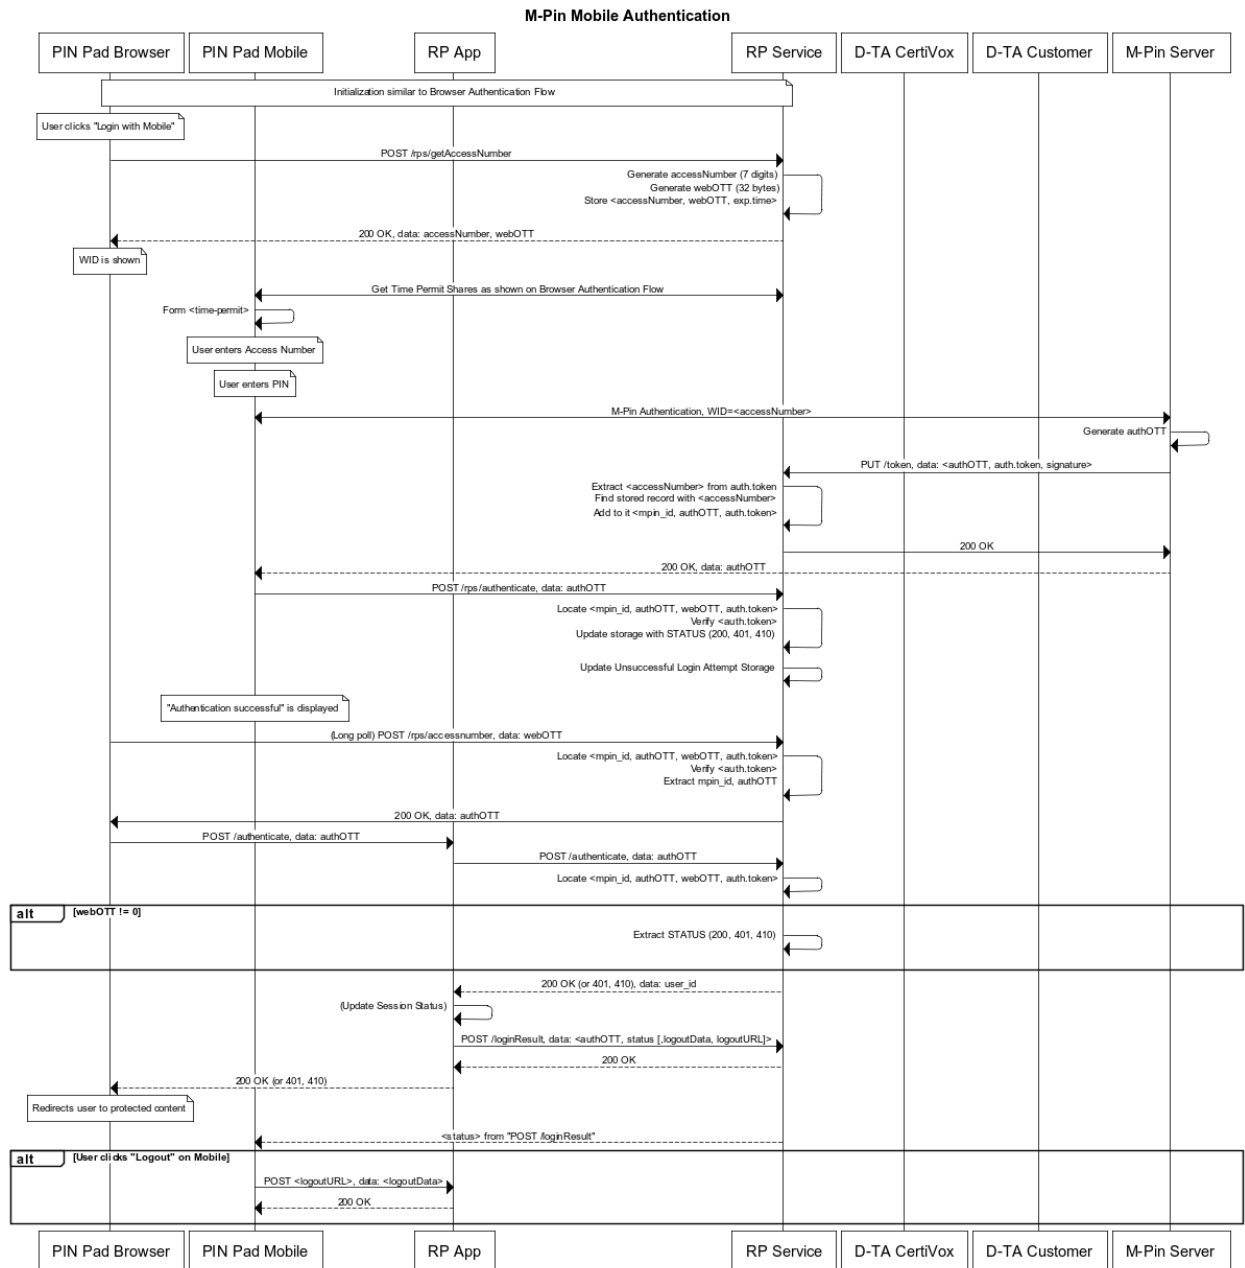 M-Pin Mobile Authentication
PIN Pad Browser
PIN Pad Mobile
RP App
RP Service
D-TA CertiVox
D-TA Customer
M-Pin Server
Initialization similar to Browser Authentication Flow
User clicks "Login with Mobile"
POST /rps/getAccessNumber
Generate accessNumber (7 digits)
Generate webOTT (32 bytes)
Store <accessNumber, webOTT, exp.time>
200 OK, data: accessNumber, webOTT
WID is shown
Get Time Permit Shares as shown on Browser Authentication Flow
Form <time-permit>
User enters Access Number
User enters PIN
M-Pin Authentication, WID=<accessNumber>
Generate authOTT
PUT /token, data: <authOTT, auth.token, signature>
Extract <accessNumber> from auth.token
Find stored record with <accessNumber>
Add to it <mpin_id, authOTT, auth.token>
200 OK
200 OK, data: authOTT
POST /rps/authenticate, data: authOTT
Locate <mpin_id, authOTT, webOTT, auth.token>
Verify <auth.token>
Update storage with STATUS (200, 401, 410)
Update Unsuccessful Login Attempt Storage
"Authentication successful" is displayed
(Long poll) POST /rps/accessnumber, data: webOTT
Locate <mpin_id, authOTT, webOTT, auth.token>
Verify <auth.token>
Extract mpin_id, authOTT
200 OK, data: authOTT
POST /authenticate, data: authOTT
POST /authenticate, data: authOTT
Locate <mpin_id, authOTT, webOTT, auth.token>
alt
[webOTT != 0]
Extract STATUS (200, 401, 410)
200 OK (or 401, 410), data: user_id
(Update Session Status)
POST /loginResult, data: <authOTT, status [,logoutData, logoutURL]>
200 OK
200 OK (or 401, 410)
Redirects user to protected content
<status> from "POST /loginResult"
alt
[User clicks "Logout" on Mobile]
POST <logoutURL>, data: <logoutData>
200 OK
PIN Pad Browser
PIN Pad Mobile
RP App
RP Service
D-TA CertiVox
D-TA Customer
M-Pin Server